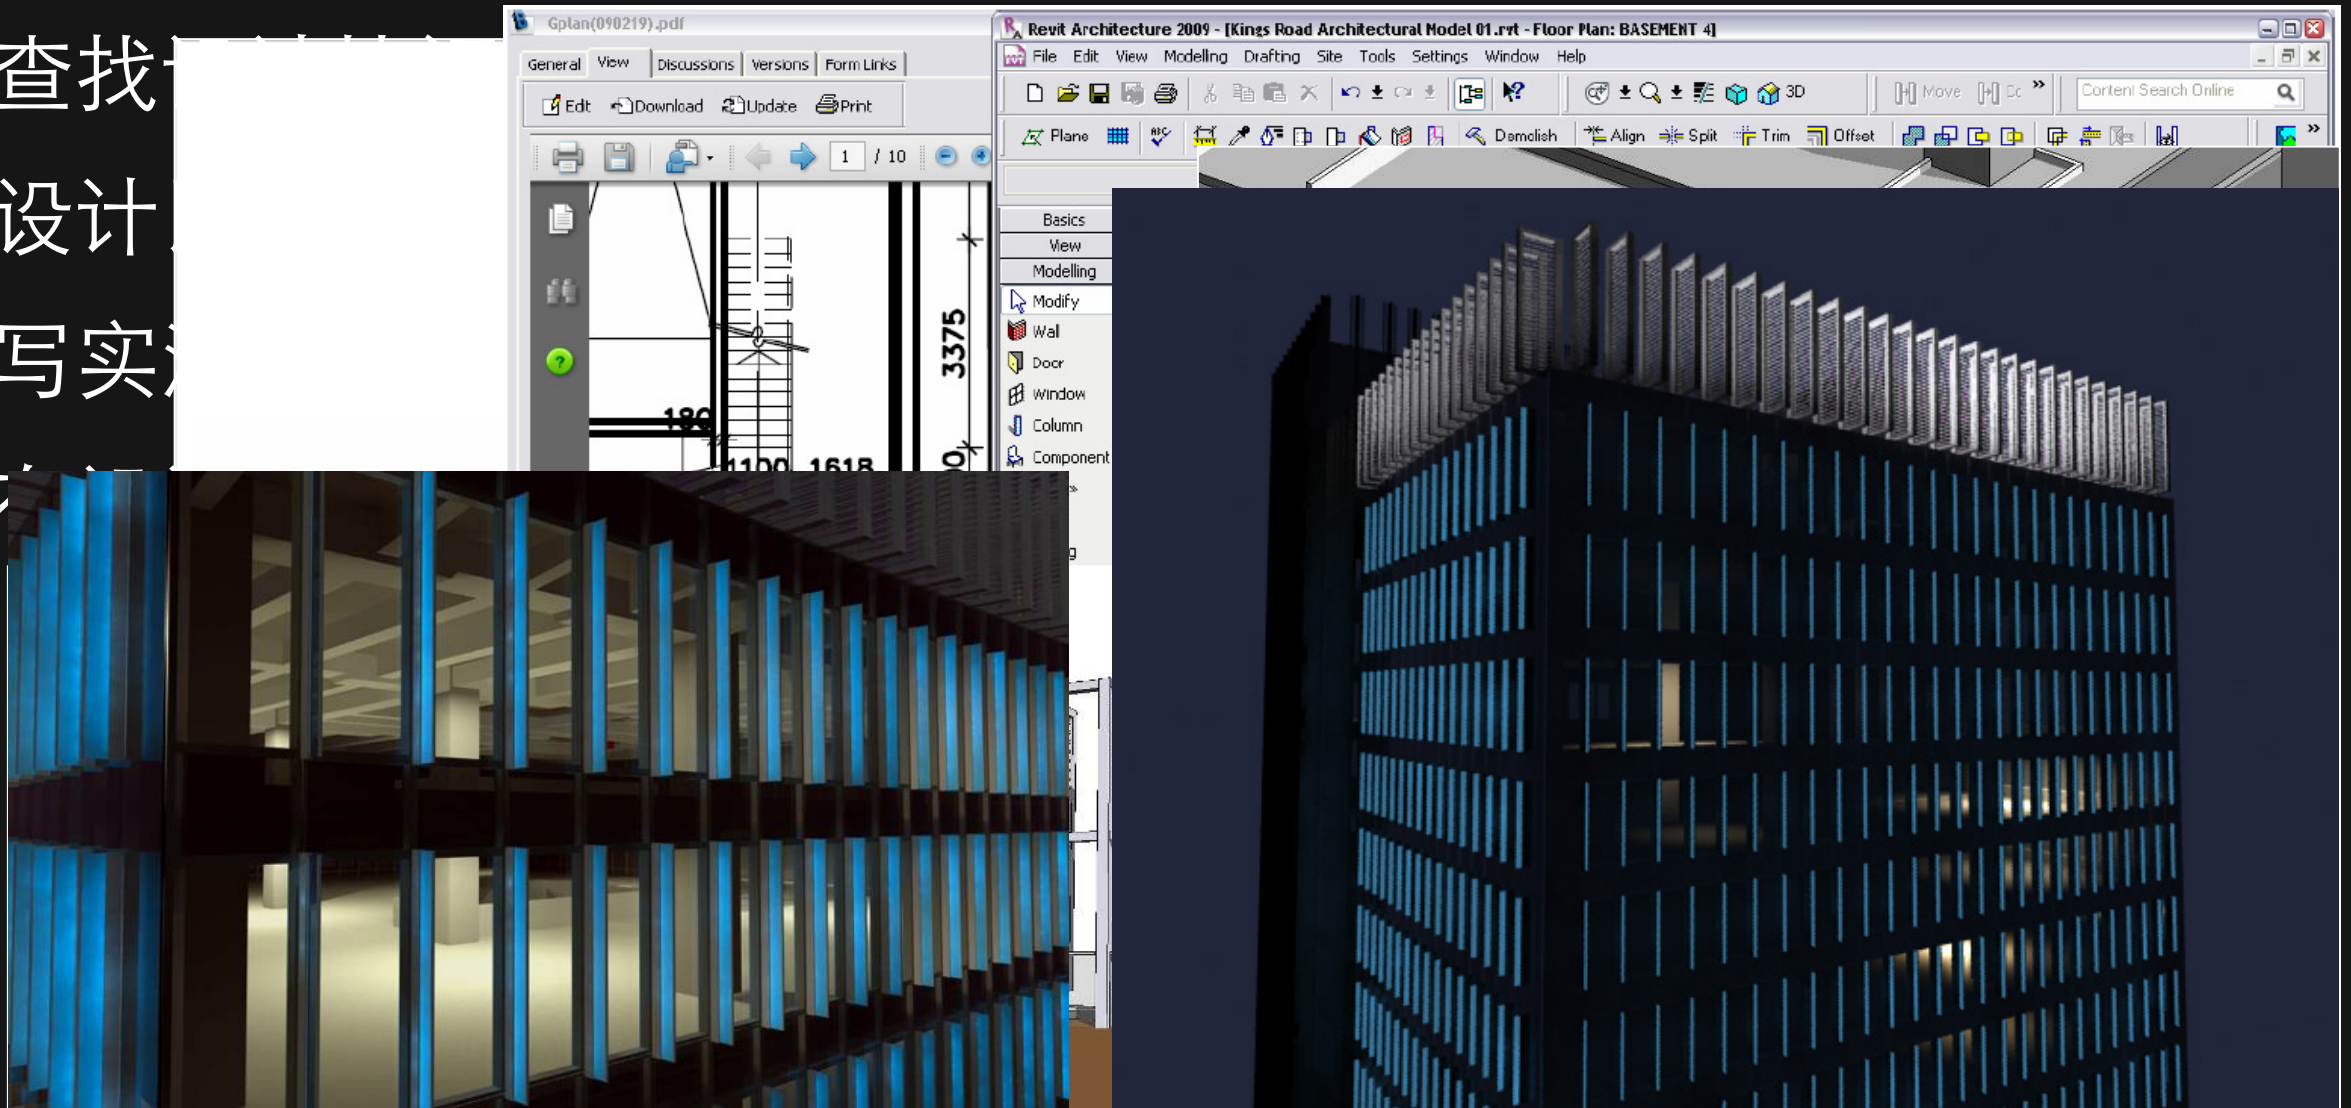 查找
设计
写实
Gplan(090219).pdf
General View Discussions Versions Form Links
Edit Download Update Print
1 / 10
3375
180
1100 1618
Revit Architecture 2009 - [Kings Road Architectural Model 01.rvt - Floor Plan: BASEMENT 4]
File Edit View Modelling Drafting Site Tools Settings Window Help
3D Move Content Search Online
Plane Demolish Align Split Trim Offset
Basics
View
Modelling
Modify
Wall
Door
Window
Column
Component